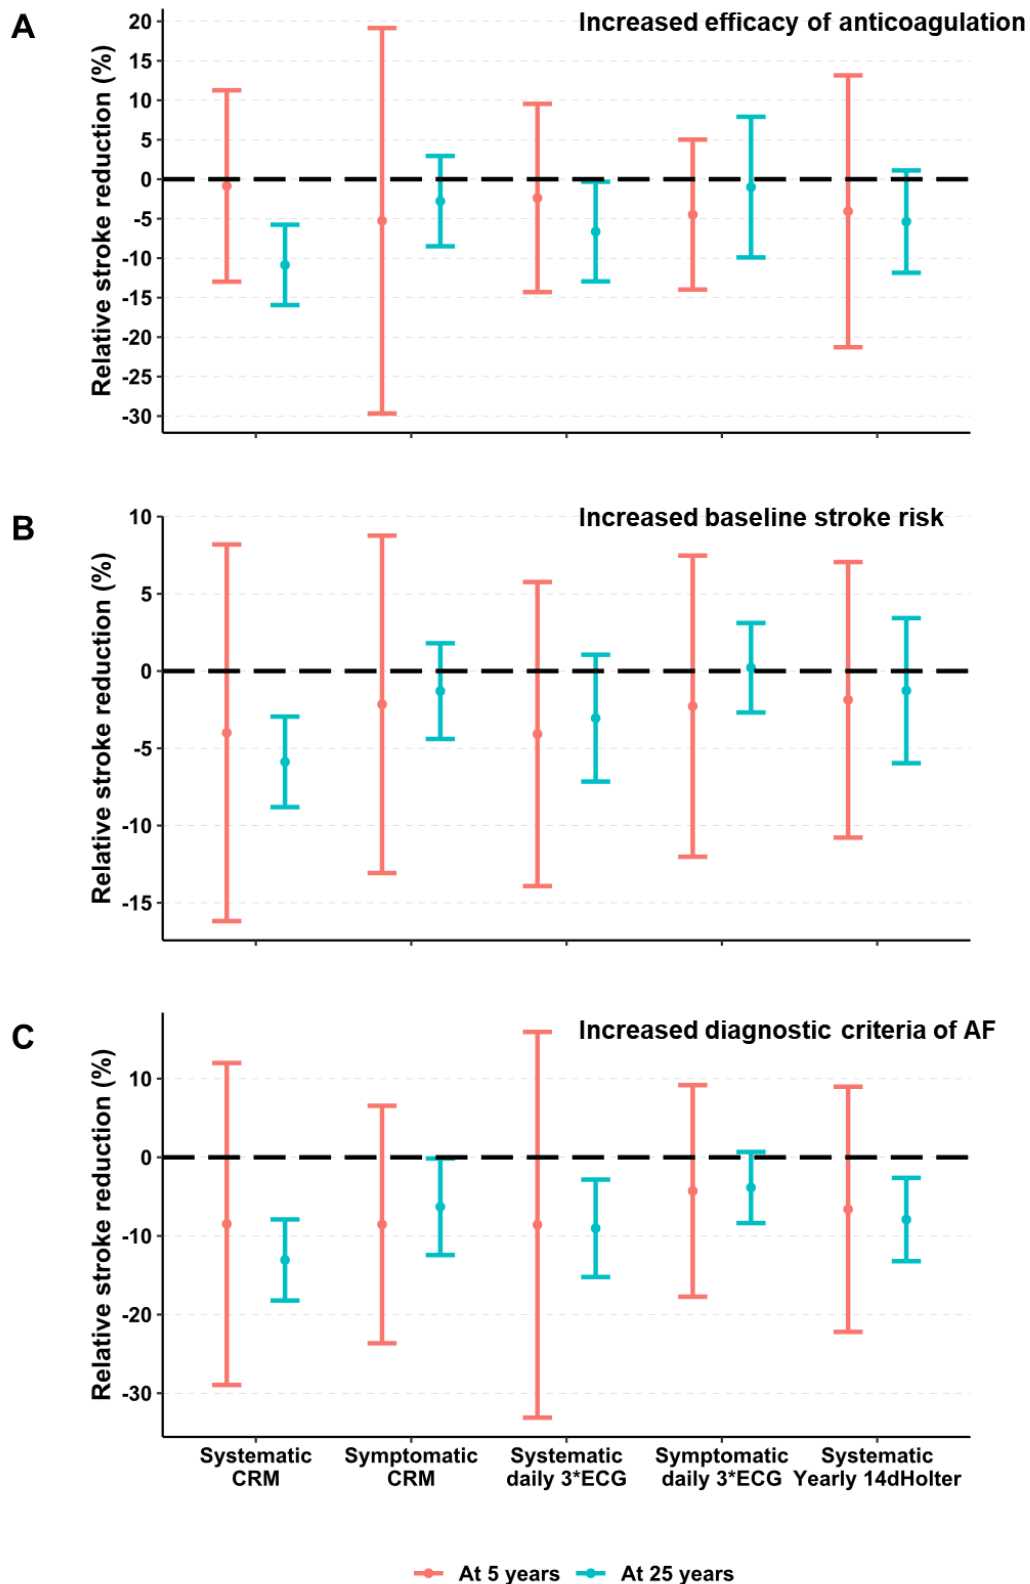 A
Increased efficacy of anticoagulation
Relative stroke reduction (%)
20
15
10
5
0
-5
-10
-15
-20
-25
-30
B
Increased baseline stroke risk
Relative stroke reduction (%)
10
5
0
-5
-10
-15
C
Increased diagnostic criteria of AF
Relative stroke reduction (%)
10
0
-10
-20
-30
Systematic CRM
Symptomatic CRM
Systematic daily 3*ECG
Symptomatic daily 3*ECG
Systematic Yearly 14dHolter
At 5 years
At 25 years